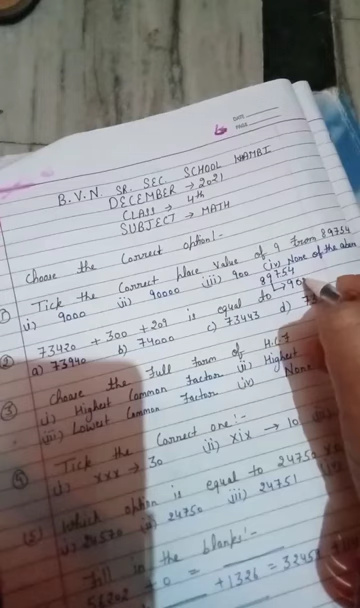 DATE
PAGE
B.V.N SR. SEC. SCHOOL NAMBI
DECEMBER → 2021
CLASS → 4th
SUBJECT → MATH
Choose the Correct option!-
① Tick the Correct place value of 9 from 89754
i) 9000 ii) 90000 iii) 900 (iv) None of the above
89754
② 73420 + 300 + 209 is equal to
a) 73940 b) 74000 c) 73443 d) 73
③ Choose the full form of H.C.F
(i) Highest Common Factor (ii) Highest
(iii) Lowest Common Factor (iv) None
④ Tick the Correct one:-
(i) XXX → 30 (ii) XIX → 10
(5) Which option is equal to 24750
i) 24570 ii) 24750 iii) 24751
Fill in the blanks:-
56202 + 0 =
+ 1326 = 32458